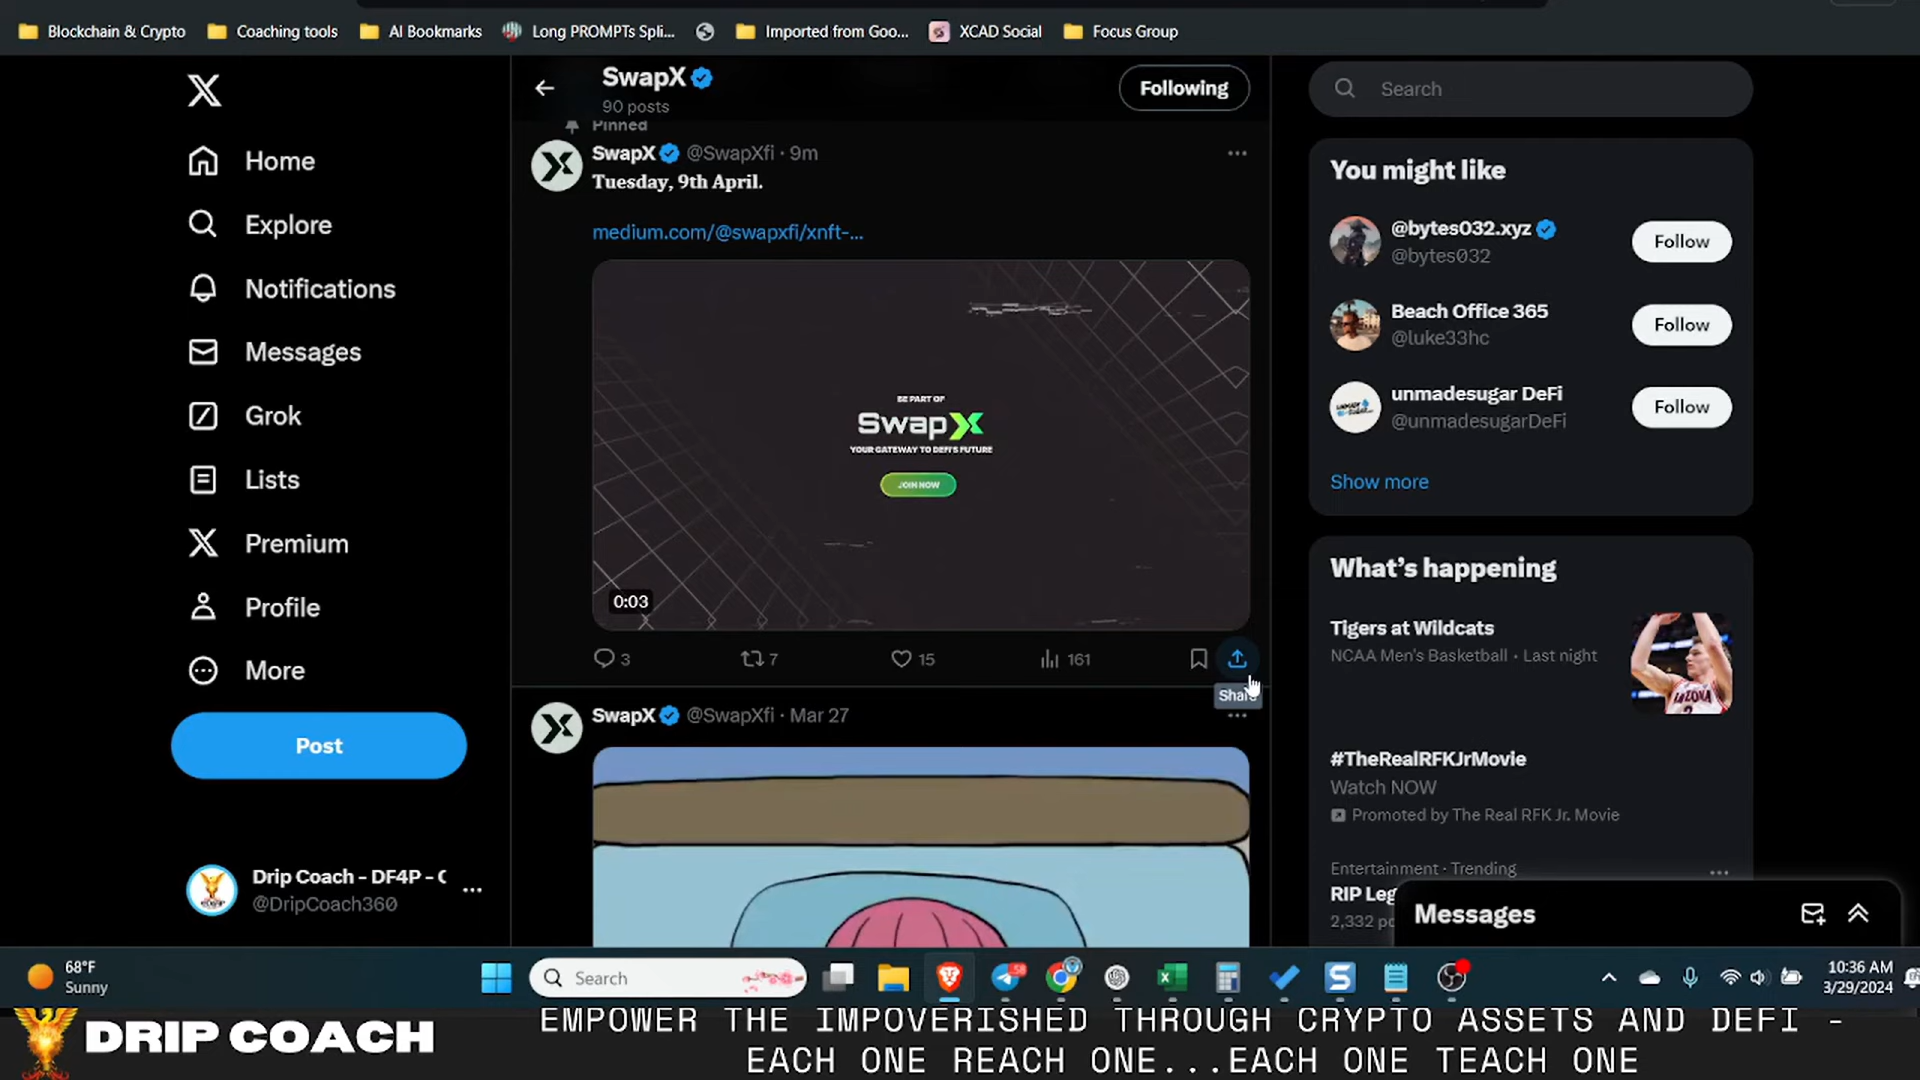 Blockchain & Crypto
Coaching tools
AI Bookmarks
Long PROMPTs Spli...
Imported from Goo...
XCAD Social
Focus Group
SwapX
90 posts
Following
Search
Home
Explore
Notifications
Messages
Grok
Lists
Premium
Profile
More
Post
Drip Coach - DF4P - C
@DripCoach360
Pinned
SwapX @SwapXfi · 9m
Tuesday, 9th April.
medium.com/@swapxfi/xnft-...
BE PART OF
SwapX
YOUR GATEWAY TO DEFI'S FUTURE
JOIN NOW
0:03
3
7
15
161
Share
SwapX @SwapXfi · Mar 27
You might like
@bytes032.xyz
@bytes032
Follow
Beach Office 365
@luke33hc
Follow
unmadesugar DeFi
@unmadesugarDeFi
Follow
Show more
What's happening
Tigers at Wildcats
NCAA Men's Basketball · Last night
#TheRealRFKJrMovie
Watch NOW
Promoted by The Real RFK Jr. Movie
Entertainment · Trending
RIP Leg
2,332 po
Messages
68°F
Sunny
Search
58
10:36 AM
3/29/2024
DRIP COACH
EMPOWER THE IMPOVERISHED THROUGH CRYPTO ASSETS AND DEFI -
EACH ONE REACH ONE...EACH ONE TEACH ONE